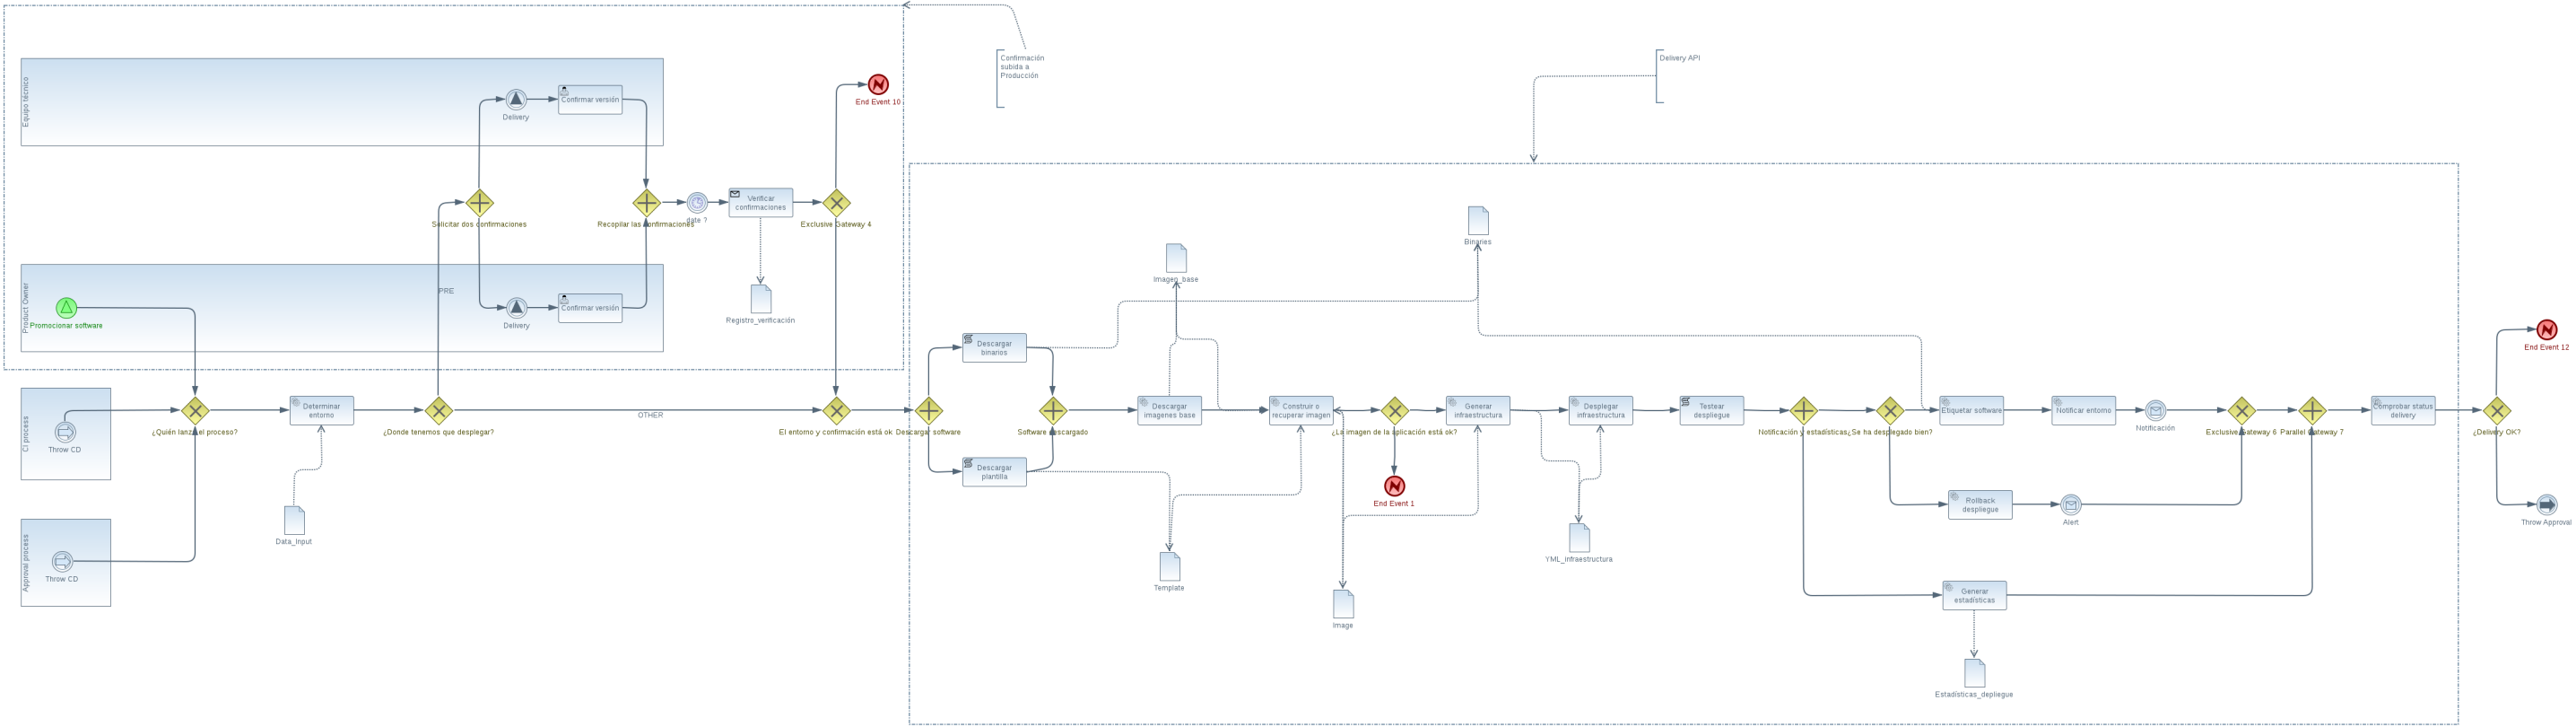 Confirmación
subida a
Producción
Delivery API
Equipo técnico
Delivery
Confirmar versión
End Event 10
Solicitar dos confirmaciones
Recopilar las confirmaciones
date ?
Verificar
confirmaciones
Exclusive Gateway 4
Registro_verificación
Product Owner
Promocionar software
PRE
Delivery
Confirmar versión
CI process
Throw CD
¿Quién lanza el proceso?
Determinar
entorno
¿Donde tenemos que desplegar?
OTHER
El entorno y confirmación está ok
Data_Input
Approval process
Throw CD
Descargar software
Descargar
binarios
Descargar
plantilla
Software descargado
Imagen_base
Binaries
Descargar
imagenes base
Construir o
recuperar imagen
¿La imagen de la aplicación está ok?
End Event 1
Template
Image
Generar
infraestructura
Desplegar
infraestructura
YML_infraestructura
Testear
despliegue
Notificación y estadísticas
¿Se ha desplegado bien?
Etiquetar software
Notificar entorno
Notificación
Exclusive Gateway 6
Parallel Gateway 7
Rollback
despliegue
Alert
Generar
estadísticas
Estadísticas_depliegue
Comprobar status
delivery
¿Delivery OK?
End Event 12
Throw Approval